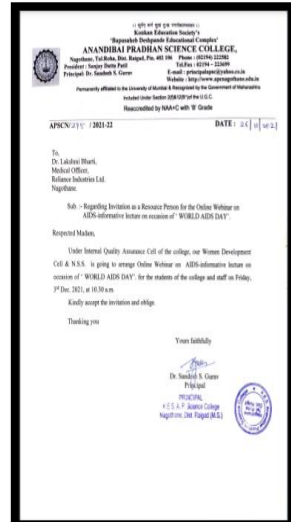 || सुर्वे सन्तु सुखी पूर्ण भवन्तु ||
Konkan Education Society's
'Bapusaheb Deshpande Educational Complex'
ANANDIBAI PRADHAN SCIENCE COLLEGE,
Nagothane, Tal.Roha, Dist. Raigad, Pin. 402 106 Phone : (02194) 222582
President : Sanjay Dattu Patil Tel.Fax : 02194 - 222699
Principal: Dr. Sandesh S. Gurav E-mail : principalapsc@yahoo.co.in
Website : http://www.apsnagothane.edu.in
Permanently affiliated to the University of Mumbai & Recognized by the Government of Maharashtra
Included Under Section 2(f)&12(B) of the U.G.C.
Reaccredited by NAAC with 'B' Grade
APSCN/275 /2021-22 DATE : 26/11/2021
To,
Dr. Lakshmi Bharti,
Medical Officer,
Reliance Industries Ltd.
Nagothane.
Sub :- Regarding Invitation as a Resource Person for the Online Webinar on
AIDS-informative lecture on occasion of ' WORLD AIDS DAY'.
Respected Madam,
Under Internal Quality Assurance Cell of the college, our Women Development
Cell & N.S.S. is going to arrange Online Webinar on AIDS-informative lecture on
occasion of ' WORLD AIDS DAY'. for the students of the college and staff on Friday,
3rd Dec. 2021, at 10.30 a.m.
Kindly accept the invitation and oblige.
Thanking you
Yours faithfully
Dr. Sandesh S. Gurav
Principal
PRINCIPAL
K.E.S. A.P. Science College
Nagothane, Dist. Raigad (M.S.)